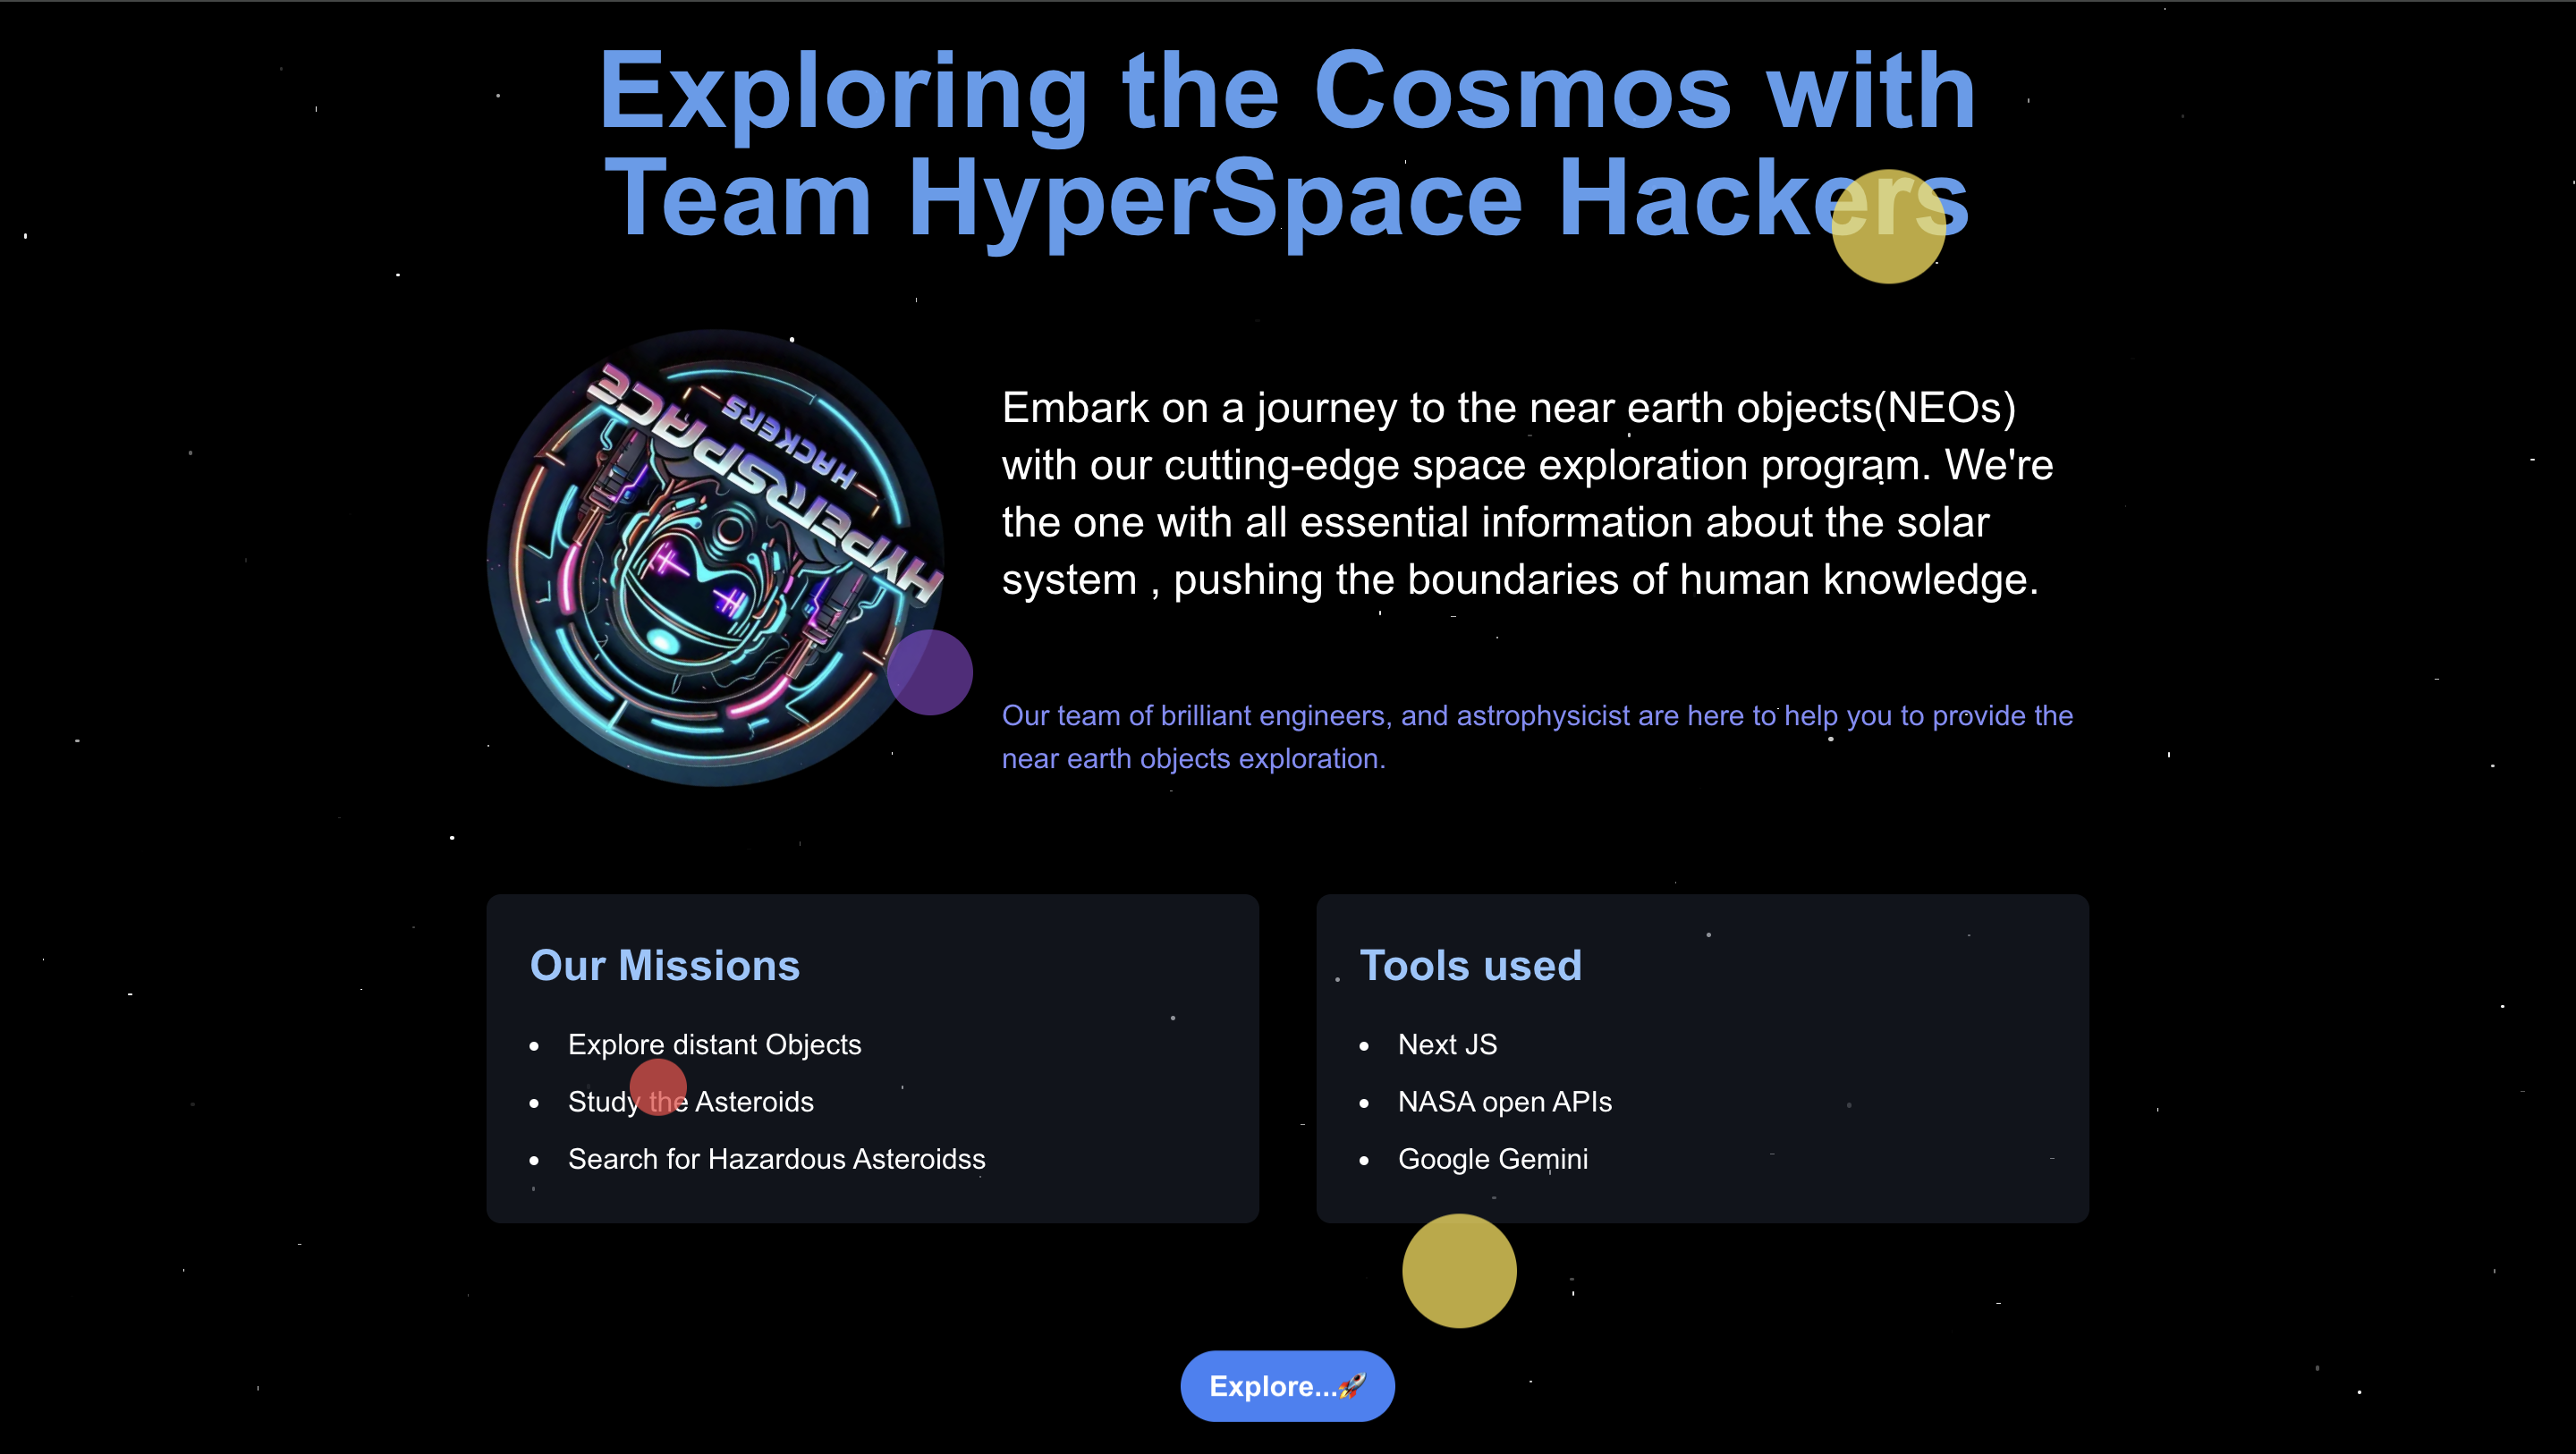 Exploring the Cosmos with
Team HyperSpace Hackers
HYPERSPACE
HACKERS
Embark on a journey to the near earth objects(NEOs)
with our cutting-edge space exploration program. We're
the one with all essential information about the solar
system , pushing the boundaries of human knowledge.
Our team of brilliant engineers, and astrophysicist are here to help you to provide the
near earth objects exploration.
Our Missions
• Explore distant Objects
• Study the Asteroids
• Search for Hazardous Asteroidss
Tools used
• Next JS
• NASA open APIs
• Google Gemini
Explore...🚀